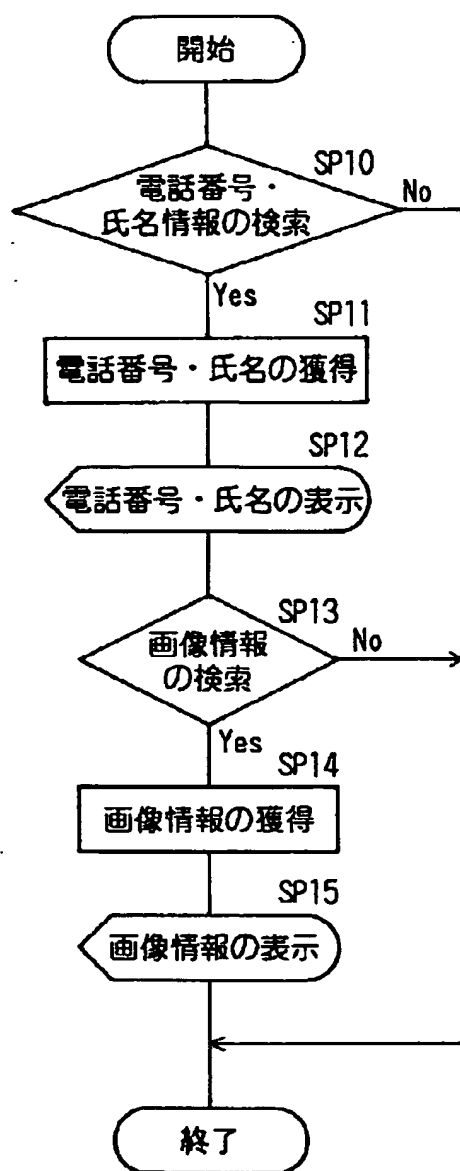 開始
SP10
電話番号・
氏名情報の検索
No
Yes
SP11
電話番号・氏名の獲得
SP12
電話番号・氏名の表示
SP13
画像情報
の検索
No
Yes
SP14
画像情報の獲得
SP15
画像情報の表示
終了